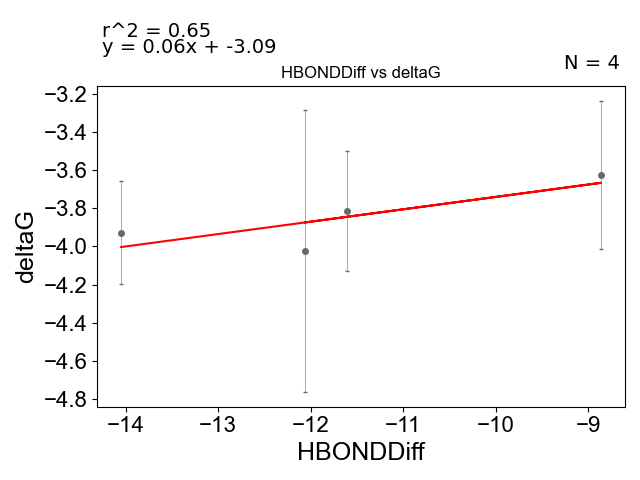 r^2 = 0.65
y = 0.06x + -3.09
N = 4
HBONDDiff vs deltaG
−3.2
−3.4
−3.6
−3.8
−4.0
−4.2
−4.4
−4.6
−4.8
deltaG
−14
−13
−12
−11
−10
−9
HBONDDiff